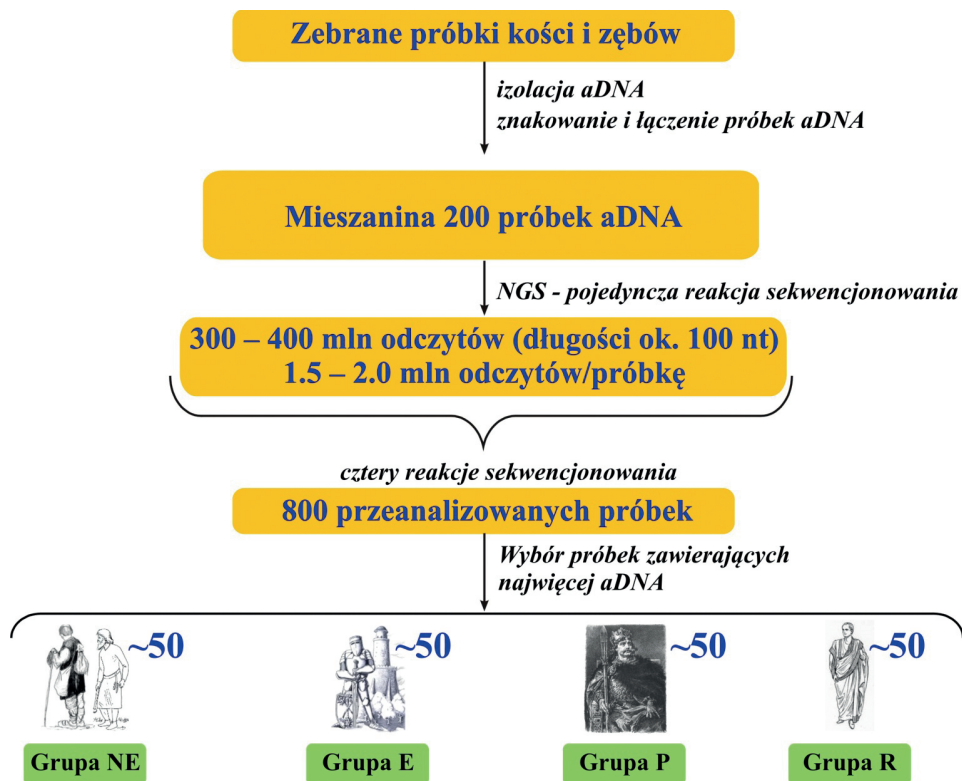 Zebrane próbki kości i zębów
izolacja aDNA
znakowanie i łączenie próbek aDNA
Mieszanina 200 próbek aDNA
NGS - pojedyncza reakcja sekwencjonowania
300 – 400 mln odczytów (długości ok. 100 nt)
1.5 – 2.0 mln odczytów/próbkę
cztery reakcje sekwencjonowania
800 przeanalizowanych próbek
Wybór próbek zawierających
najwięcej aDNA
~50 ~50 ~50 ~50
Grupa NE Grupa E Grupa P Grupa R